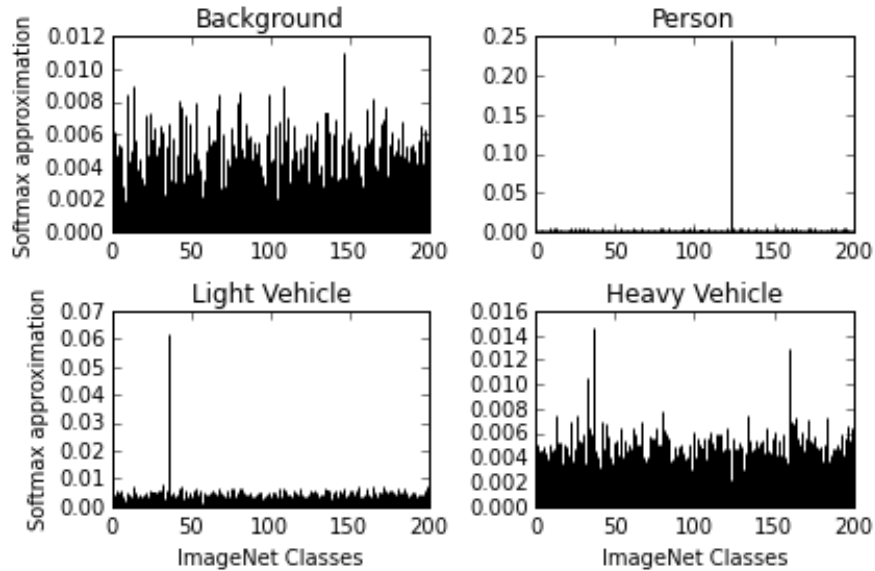 Background
Person
Softmax approximation
0.012
0.010
0.008
0.006
0.004
0.002
0.000
0 50 100 150 200
0.25
0.20
0.15
0.10
0.05
0.00
0 50 100 150 200
Light Vehicle
Heavy Vehicle
Softmax approximation
0.07
0.06
0.05
0.04
0.03
0.02
0.01
0.00
0 50 100 150 200
ImageNet Classes
0.016
0.014
0.012
0.010
0.008
0.006
0.004
0.002
0.000
0 50 100 150 200
ImageNet Classes